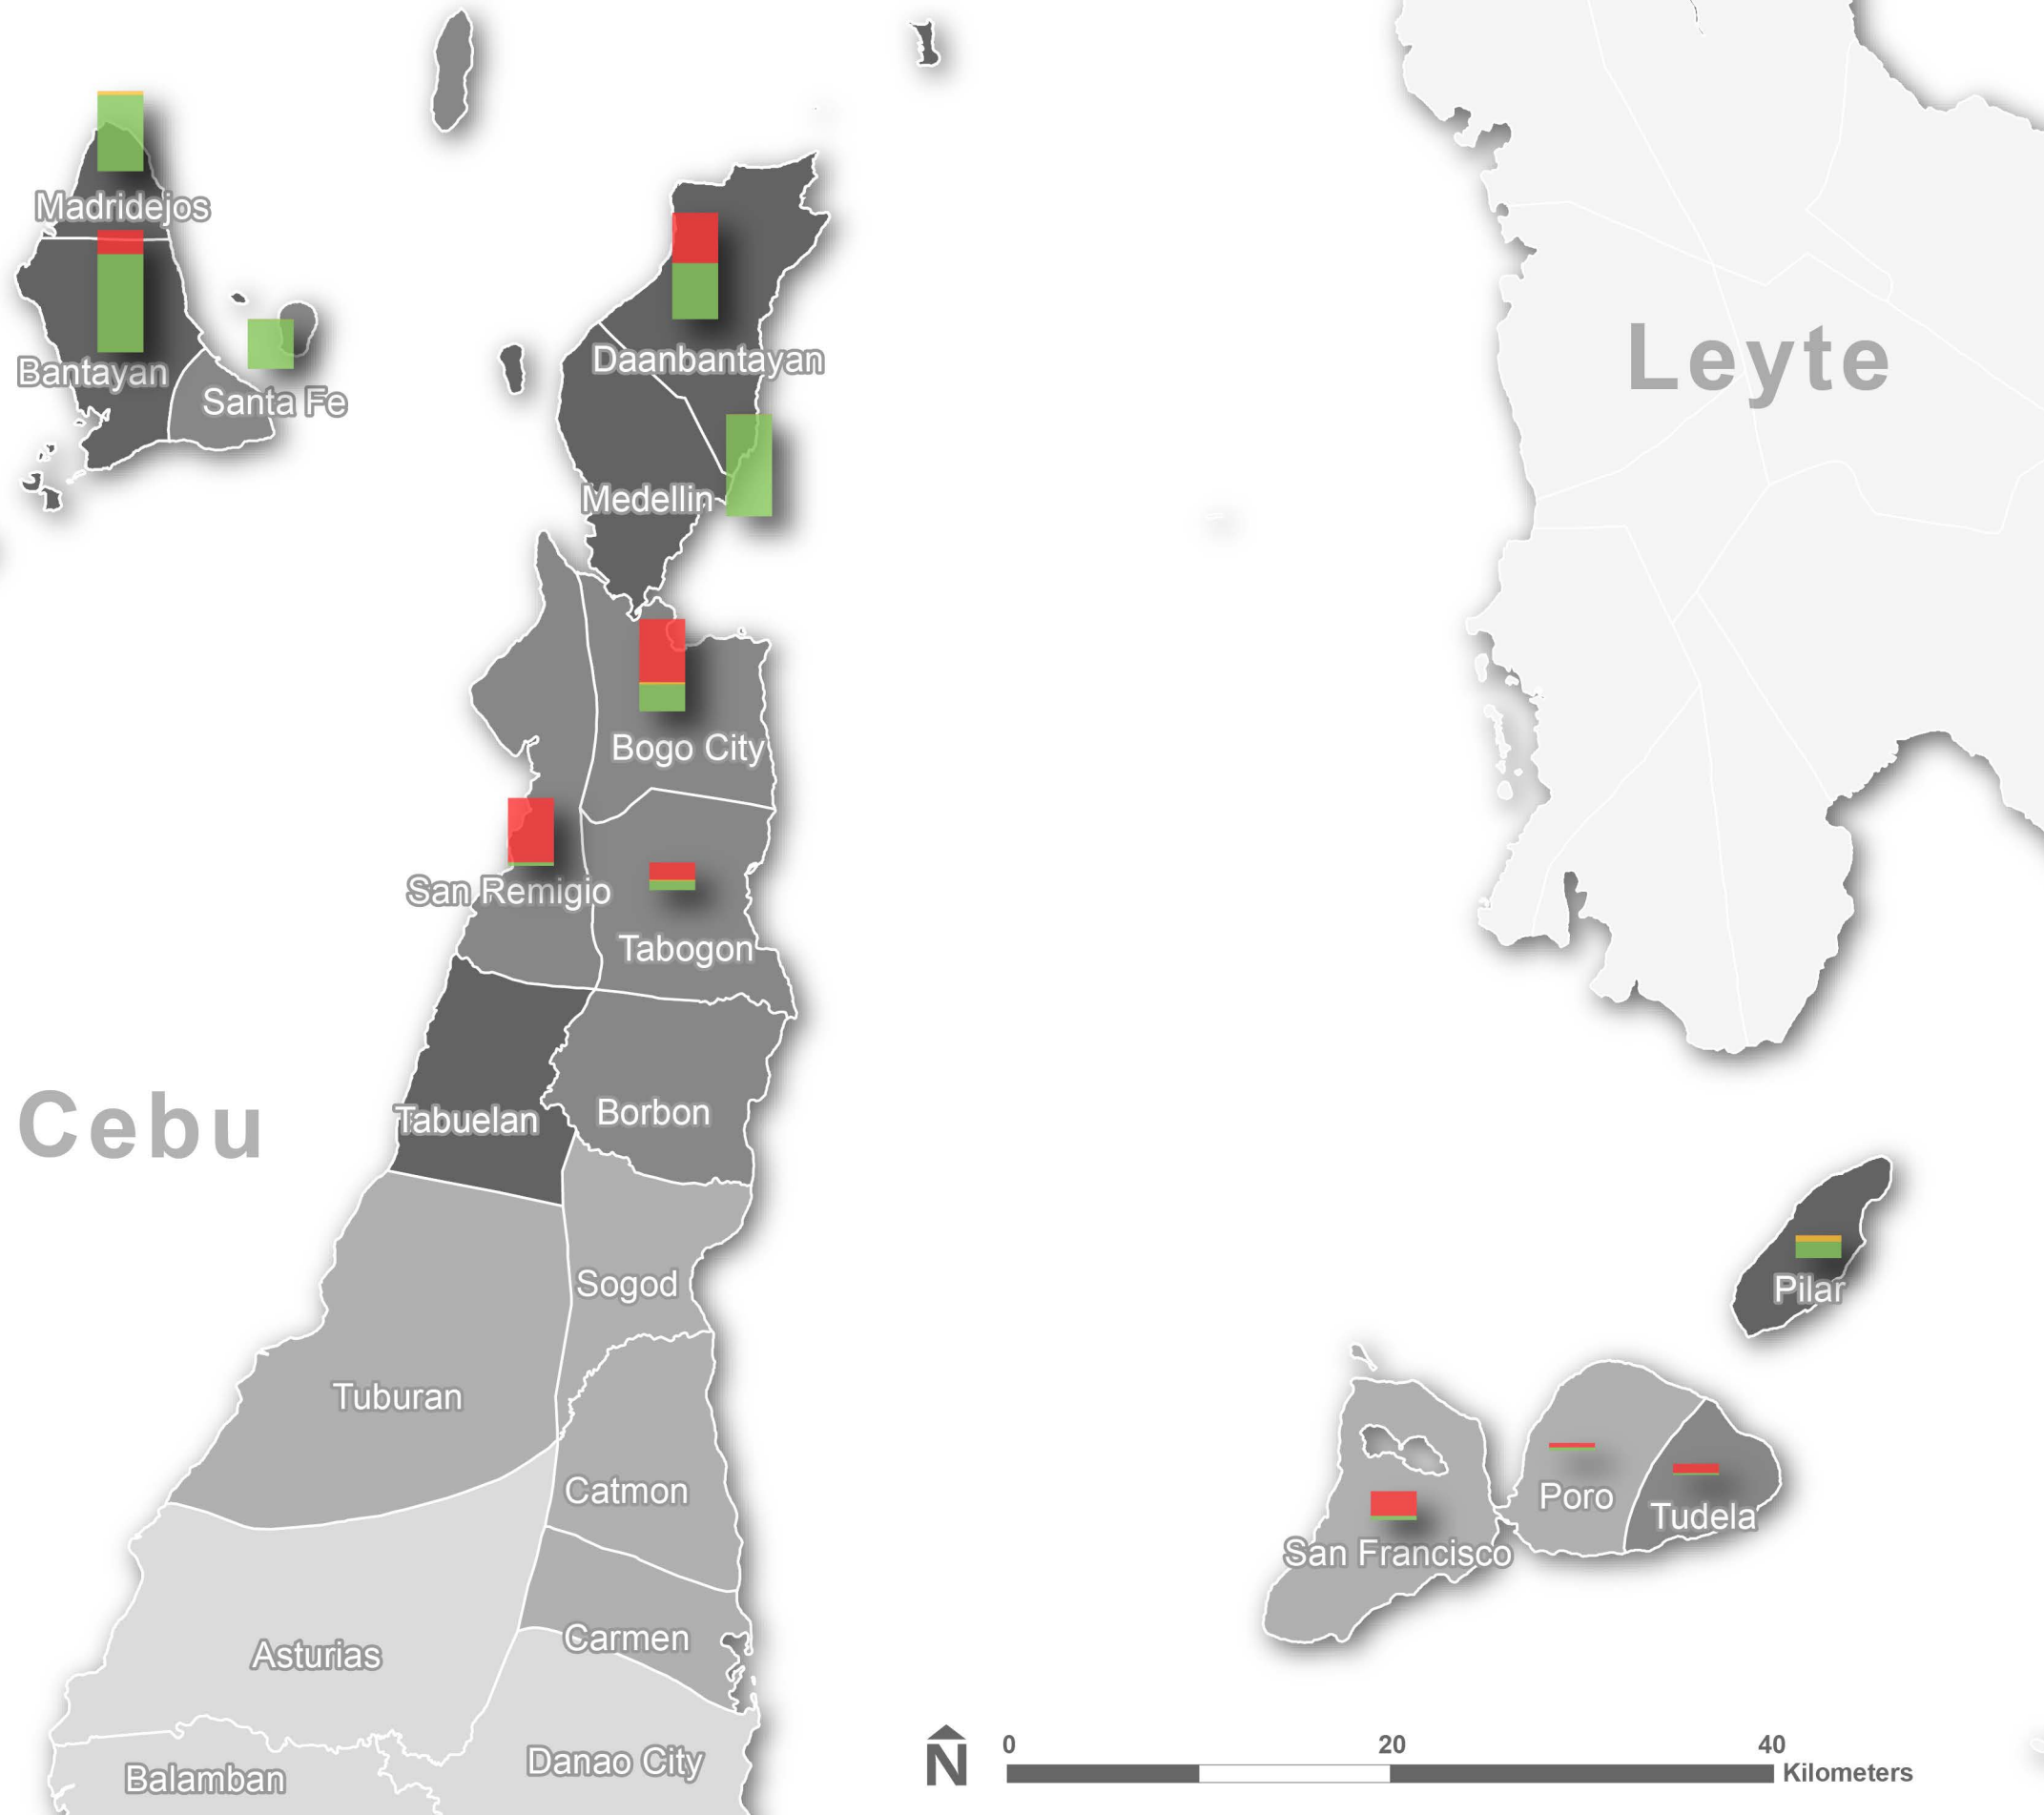 Madridejos
Bantayan
Santa Fe
Daanbantayan
Leyte
Medellin
Bogo City
San Remigio
Tabogon
Cebu
Tabuelan
Borbon
Sogod
Pilar
Tuburan
Catmon
Poro
Tudela
San Francisco
Asturias
Carmen
Balamban
Danao City
N
0 20 40
Kilometers